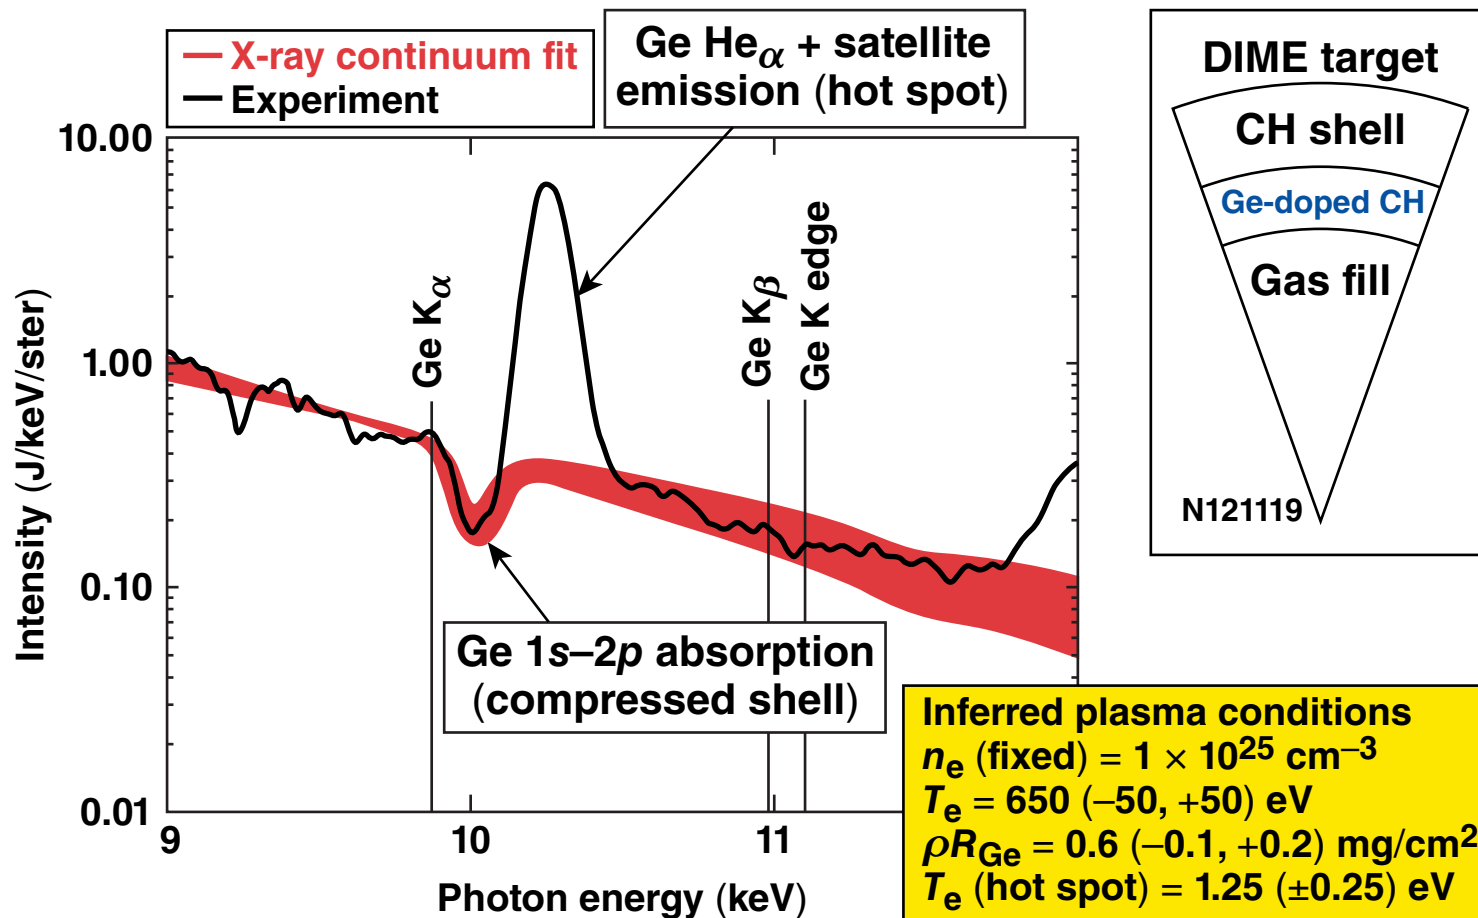 X-ray continuum fit
Experiment
Ge Heα + satellite
emission (hot spot)
10.00
1.00
0.10
0.01
9
10
11
Intensity (J/keV/ster)
Photon energy (keV)
Ge Kα
Ge Kβ
Ge K edge
Ge 1s–2p absorption
(compressed shell)
DIME target
CH shell
Ge-doped CH
Gas fill
N121119
Inferred plasma conditions
nₑ (fixed) = 1 × 10²⁵ cm⁻³
Tₑ = 650 (–50, +50) eV
ρR_Ge = 0.6 (–0.1, +0.2) mg/cm²
Tₑ (hot spot) = 1.25 (±0.25) eV